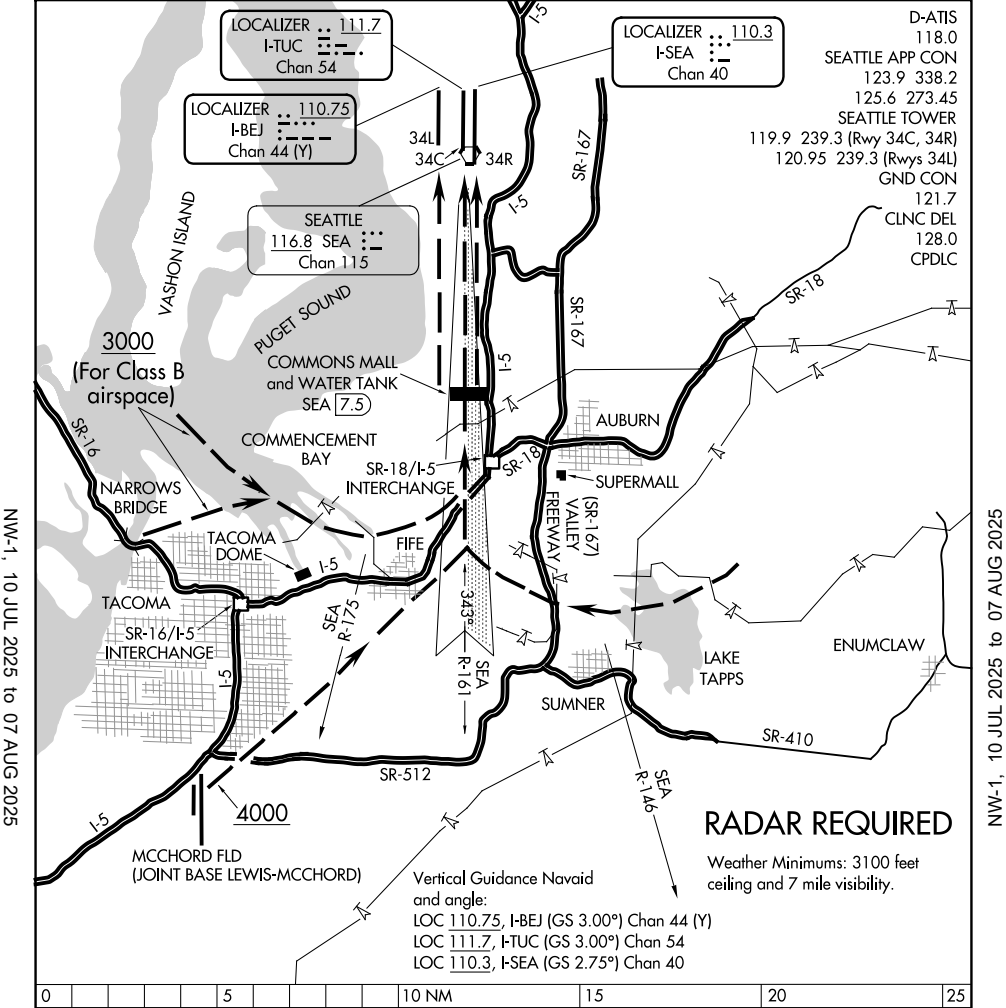 LOCALIZER 111.7
I-TUC
Chan 54
LOCALIZER 110.3
I-SEA
Chan 40
LOCALIZER 110.75
I-BEJ
Chan 44 (Y)
D-ATIS
118.0
SEATTLE APP CON
123.9 338.2
125.6 273.45
SEATTLE TOWER
119.9 239.3 (Rwy 34C, 34R)
120.95 239.3 (Rwys 34L)
GND CON
121.7
CLNC DEL
128.0
CPDLC
I-5
34L
34C
34R
SR-167
I-5
SEATTLE
116.8 SEA
Chan 115
VASHON ISLAND
PUGET SOUND
SR-18
SR-167
I-5
3000
(For Class B
airspace)
COMMONS MALL
and WATER TANK
SEA 7.5
SR-16
COMMENCEMENT
BAY
AUBURN
SR-18/I-5
INTERCHANGE
SR-18
SUPERMALL
NARROWS
BRIDGE
(SR-167)
VALLEY
FREEWAY
TACOMA
DOME
FIFE
I-5
TACOMA
SR-16/I-5
INTERCHANGE
SEA
R-175
343°
SEA
R-161
LAKE
TAPPS
ENUMCLAW
I-5
SUMNER
SR-410
SR-512
SEA
R-146
4000
I-5
MCCHORD FLD
(JOINT BASE LEWIS-MCCHORD)
RADAR REQUIRED
Weather Minimums: 3100 feet
ceiling and 7 mile visibility.
Vertical Guidance Navaid
and angle:
LOC 110.75, I-BEJ (GS 3.00°) Chan 44 (Y)
LOC 111.7, I-TUC (GS 3.00°) Chan 54
LOC 110.3, I-SEA (GS 2.75°) Chan 40
0 5 10 NM 15 20 25
NW-1, 10 JUL 2025 to 07 AUG 2025
NW-1, 10 JUL 2025 to 07 AUG 2025